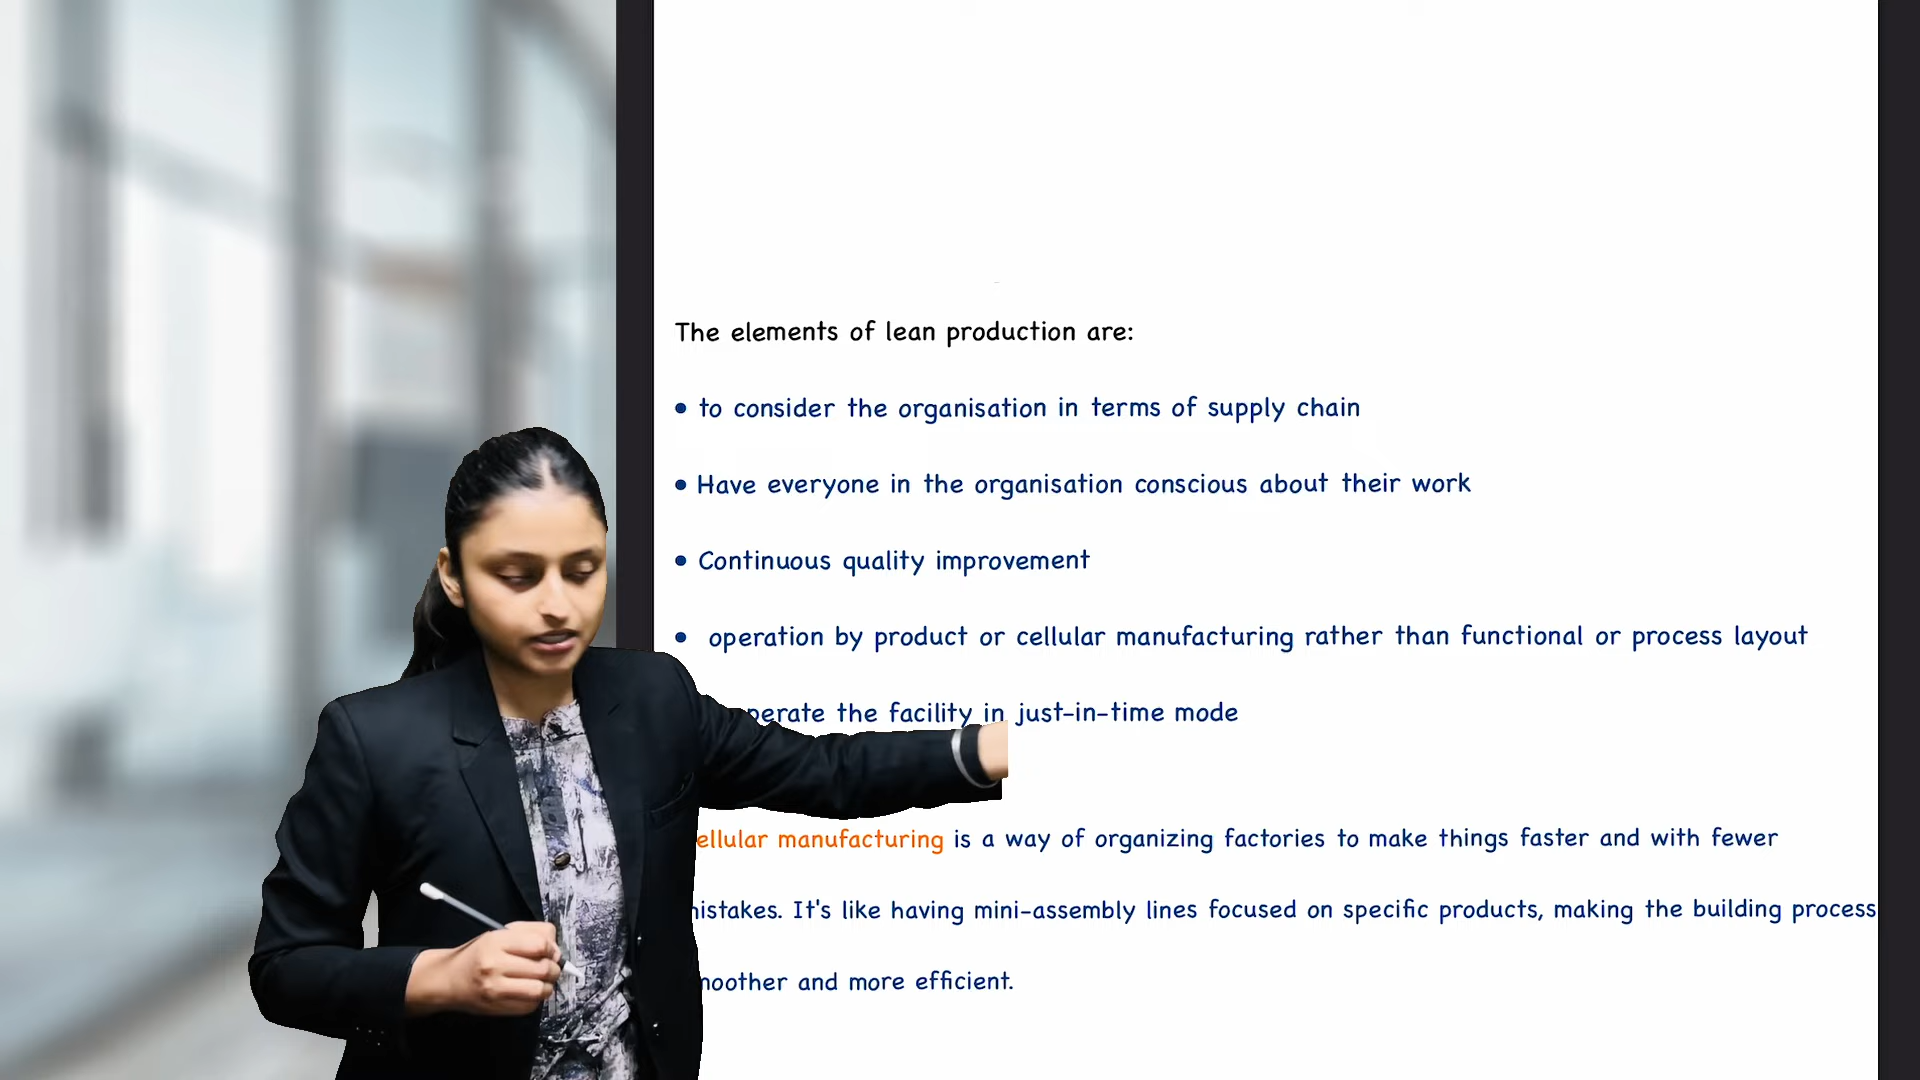 The elements of lean production are:
• to consider the organisation in terms of supply chain
• Have everyone in the organisation conscious about their work
• Continuous quality improvement
• operation by product or cellular manufacturing rather than functional or process layout
the facility in just-in-time mode
manufacturing is a way of organizing factories to make things faster and with fewer
It's like having mini-assembly lines focused on specific products, making the building process
and more efficient.